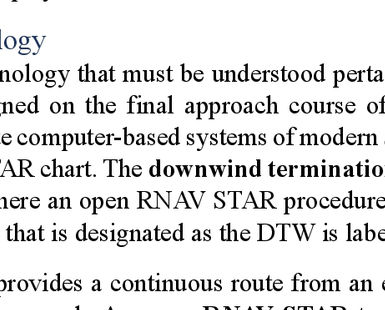 logy
nology that must be understood perta
gned on the final approach course of
e computer-based systems of modern
AR chart. The downwind terminatio
here an open RNAV STAR procedure
that is designated as the DTW is labe
provides a continuous route from an e